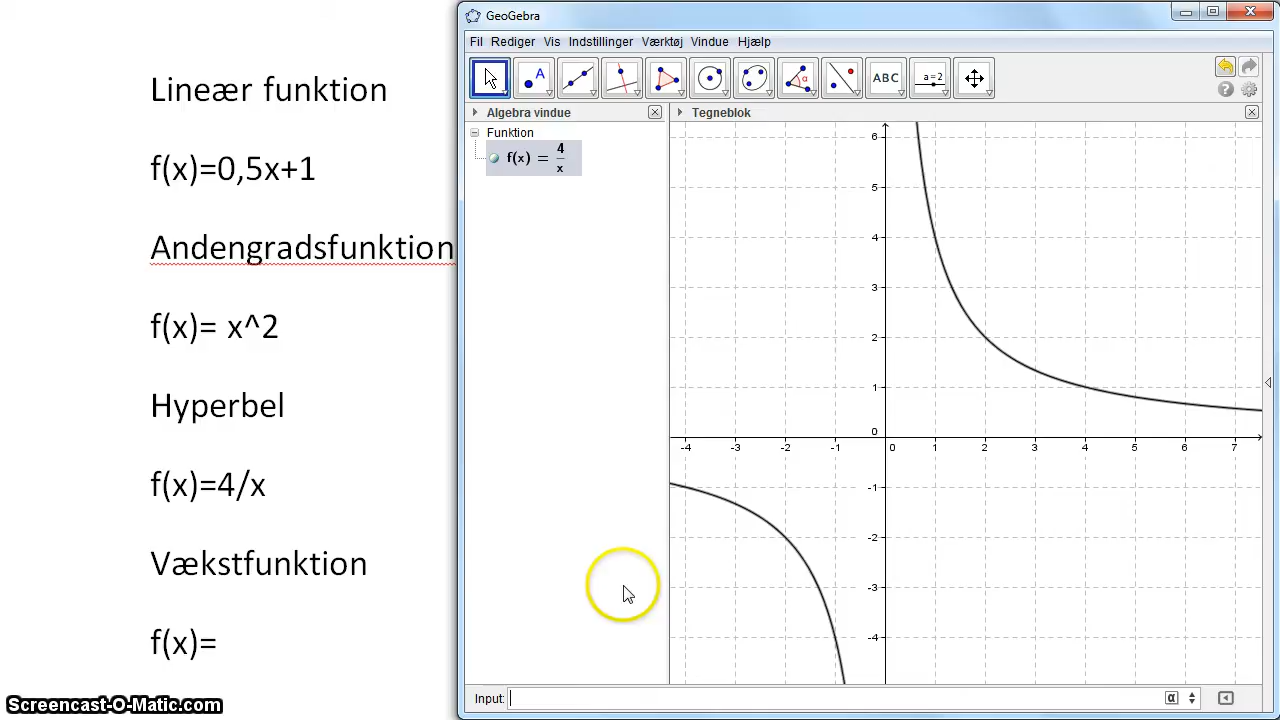 Lineær funktion
f(x)=0,5x+1
Andengradsfunktion
f(x)= x^2
Hyperbel
f(x)=4/x
Vækstfunktion
f(x)=
Screencast-O-Matic.com
GeoGebra
Fil Rediger Vis Indstillinger Værktøj Vindue Hjælp
A
α
ABC
a=2
Algebra vindue
Funktion
f(x) = 4/x
Tegneblok
6
5
4
3
2
1
0
-4 -3 -2 -1 0 1 2 3 4 5 6 7
-1
-2
-3
-4
Input:
α